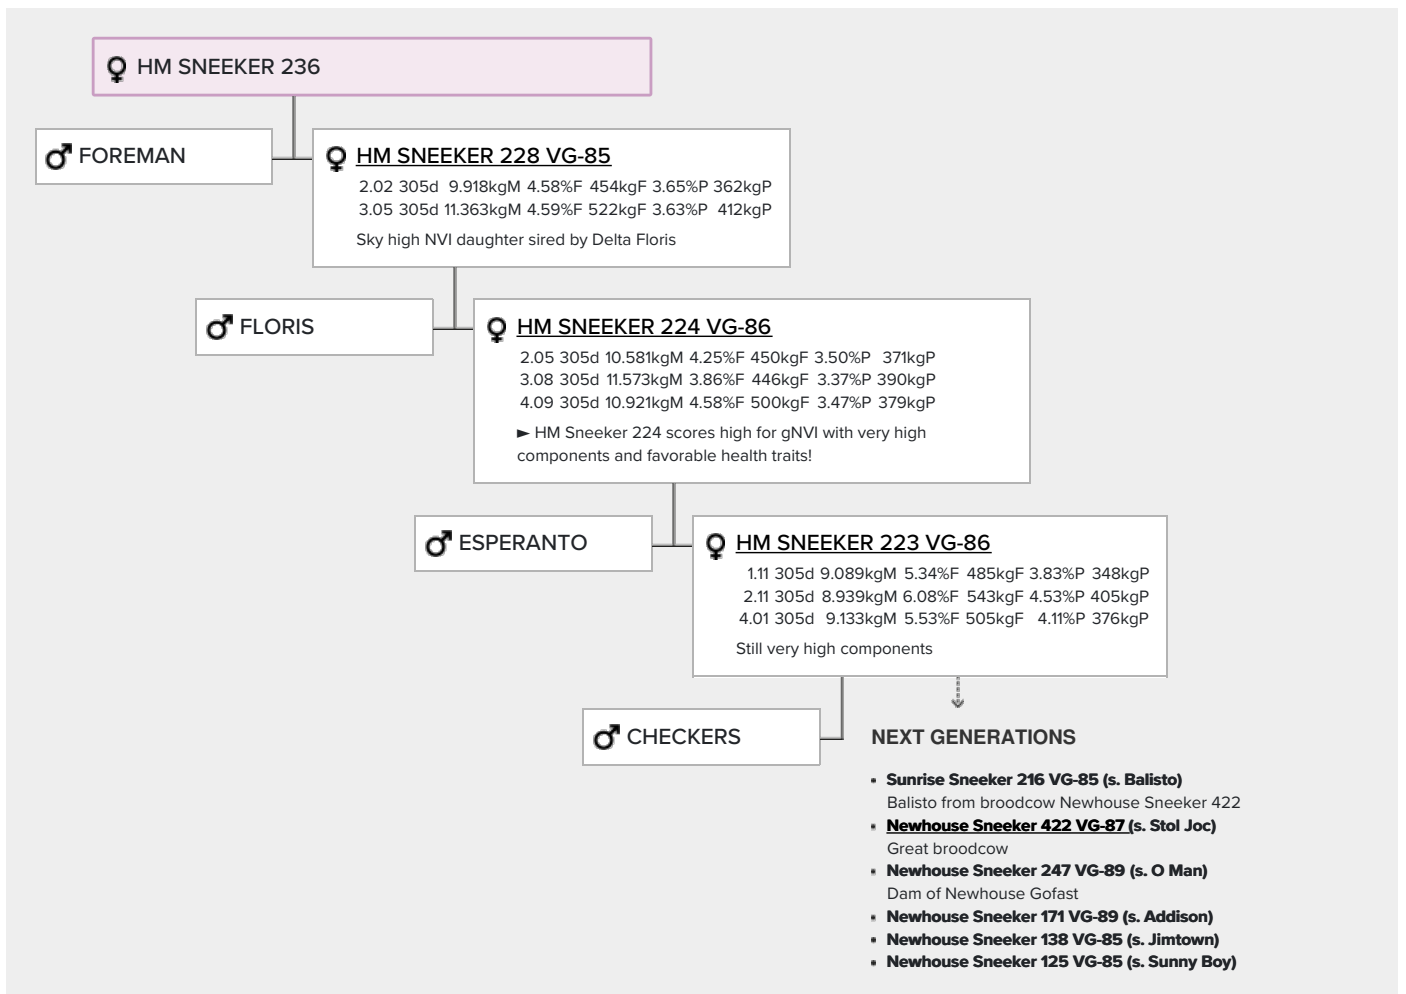 HM SNEEKER 236
FOREMAN
HM SNEEKER 228 VG-85
2.02 305d 9.918kgM 4.58%F 454kgF 3.65%P 362kgP
3.05 305d 11.363kgM 4.59%F 522kgF 3.63%P 412kgP
Sky high NVI daughter sired by Delta Floris
FLORIS
HM SNEEKER 224 VG-86
2.05 305d 10.581kgM 4.25%F 450kgF 3.50%P 371kgP
3.08 305d 11.573kgM 3.86%F 446kgF 3.37%P 390kgP
4.09 305d 10.921kgM 4.58%F 500kgF 3.47%P 379kgP
► HM Sneeker 224 scores high for gNVI with very high
components and favorable health traits!
ESPERANTO
HM SNEEKER 223 VG-86
1.11 305d 9.089kgM 5.34%F 485kgF 3.83%P 348kgP
2.11 305d 8.939kgM 6.08%F 543kgF 4.53%P 405kgP
4.01 305d 9.133kgM 5.53%F 505kgF 4.11%P 376kgP
Still very high components
CHECKERS
NEXT GENERATIONS
▪ Sunrise Sneeker 216 VG-85 (s. Balisto)
Balisto from broodcow Newhouse Sneeker 422
▪ Newhouse Sneeker 422 VG-87 (s. Stol Joc)
Great broodcow
▪ Newhouse Sneeker 247 VG-89 (s. O Man)
Dam of Newhouse Gofast
▪ Newhouse Sneeker 171 VG-89 (s. Addison)
▪ Newhouse Sneeker 138 VG-85 (s. Jimtown)
▪ Newhouse Sneeker 125 VG-85 (s. Sunny Boy)